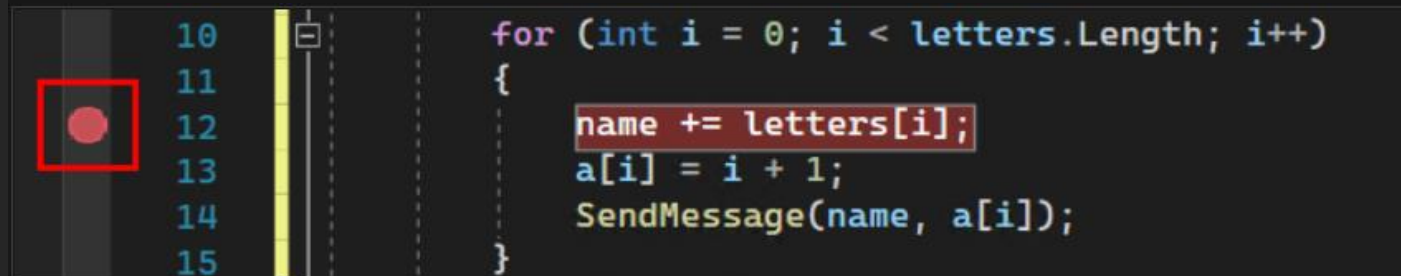 10 for (int i = 0; i < letters.Length; i++)
11 {
12 name += letters[i];
13 a[i] = i + 1;
14 SendMessage(name, a[i]);
15 }